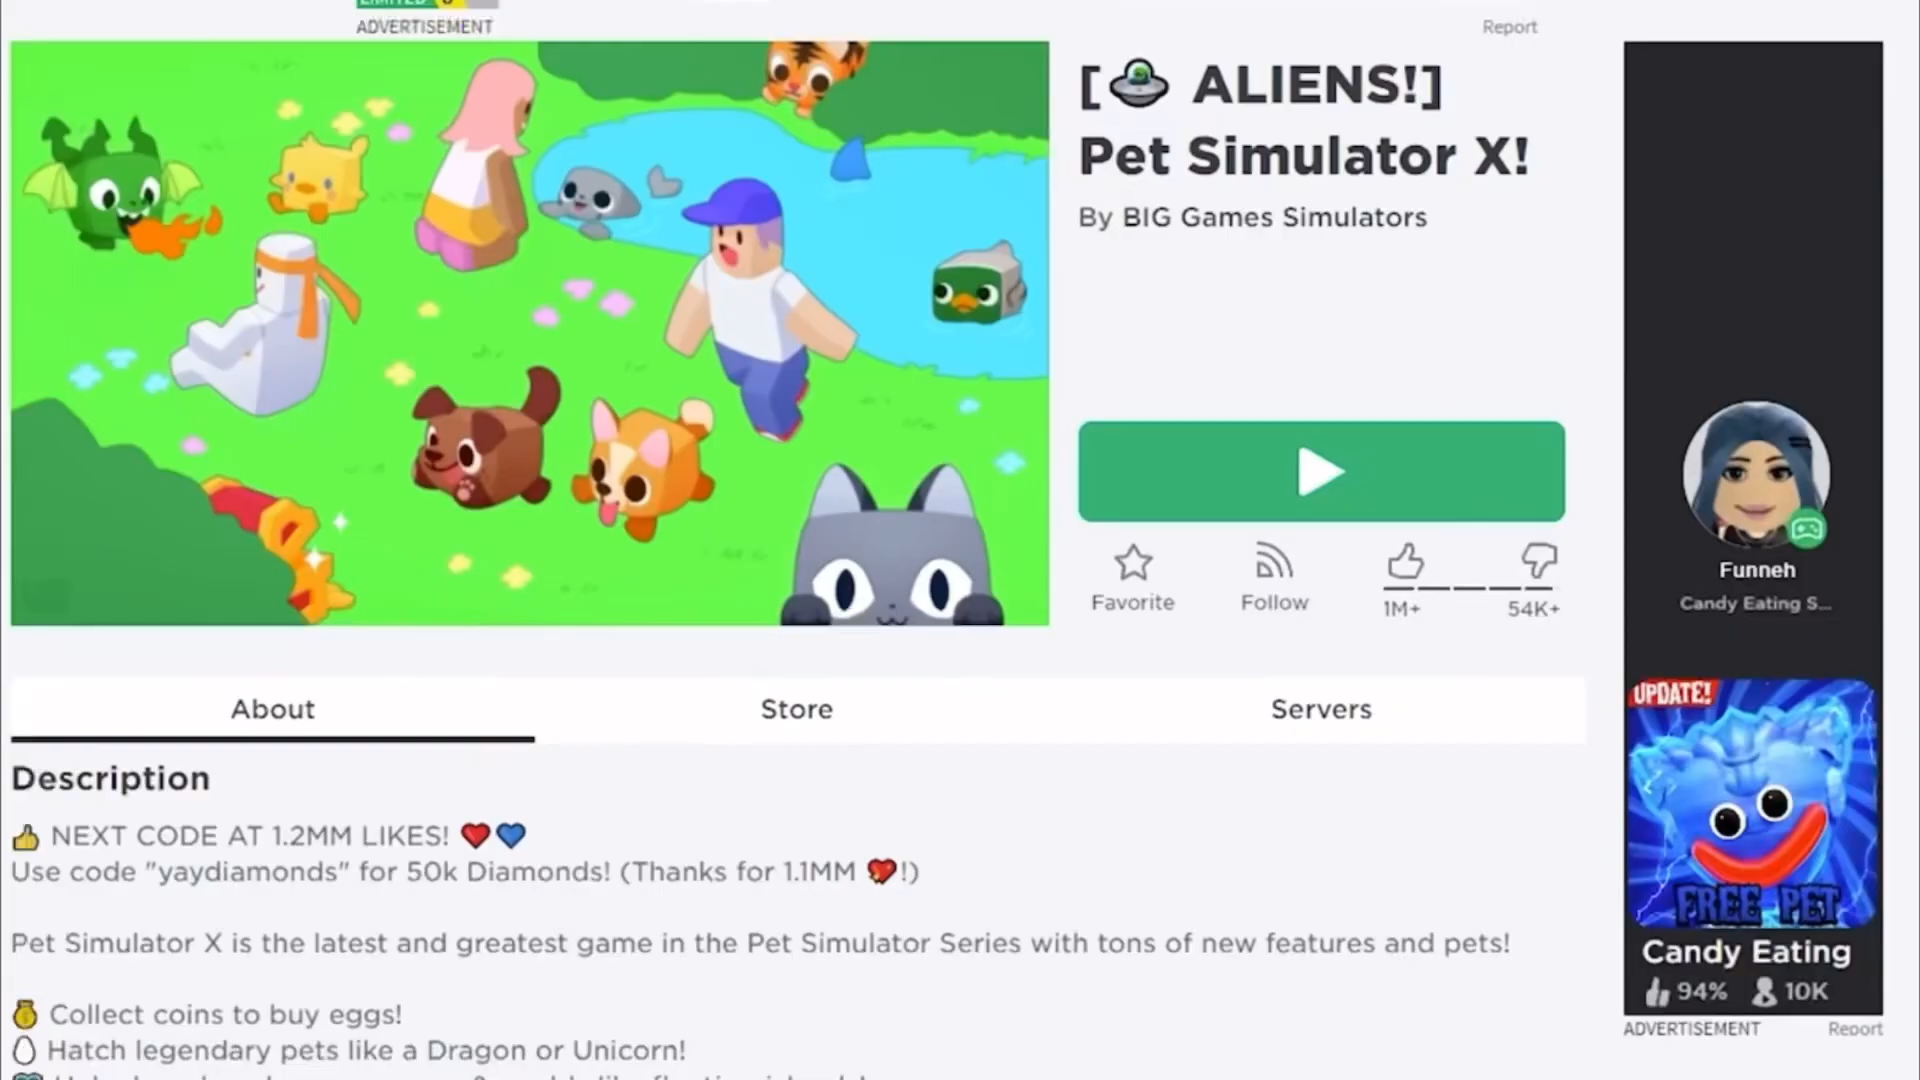 LIMITED
ADVERTISEMENT
Report
[🛸 ALIENS!]
Pet Simulator X!
By BIG Games Simulators
Favorite
Follow
1M+
54K+
About
Store
Servers
Description
👍 NEXT CODE AT 1.2MM LIKES! ❤️💙
Use code "yaydiamonds" for 50k Diamonds! (Thanks for 1.1MM 💖!)
Pet Simulator X is the latest and greatest game in the Pet Simulator Series with tons of new features and pets!
💰 Collect coins to buy eggs!
🥚 Hatch legendary pets like a Dragon or Unicorn!
Funneh
Candy Eating S...
UPDATE!
FREE PET
Candy Eating
94% 10K
ADVERTISEMENT
Report